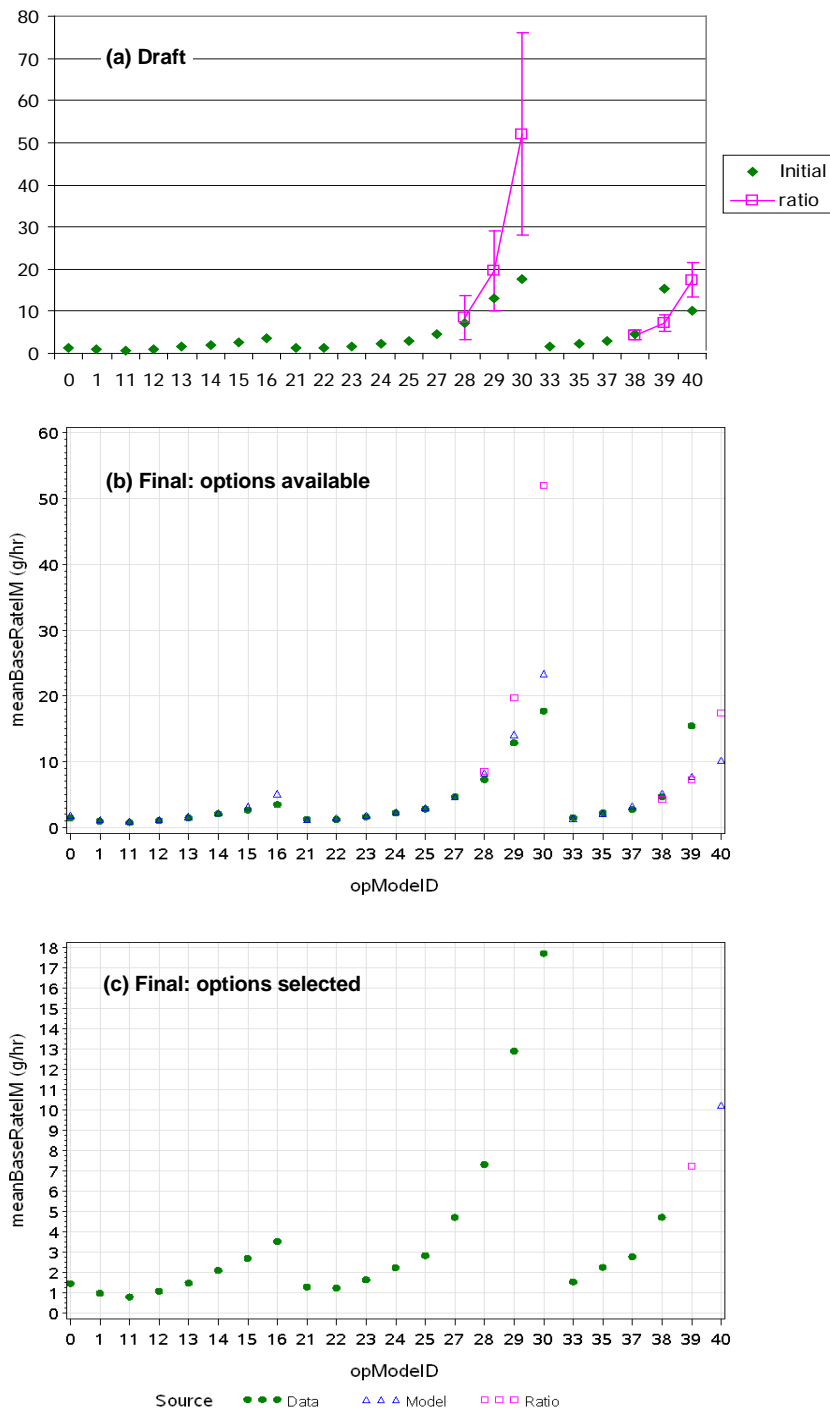 (a) Draft
80
70
60
50
40
30
20
10
0
0 1 11 12 13 14 15 16 21 22 23 24 25 27 28 29 30 33 35 37 38 39 40
Initial
ratio
(b) Final: options available
meanBaseRateIM (g/hr)
60
50
40
30
20
10
0
0 1 11 12 13 14 15 16 21 22 23 24 25 27 28 29 30 33 35 37 38 39 40
opModeID
(c) Final: options selected
meanBaseRateIM (g/hr)
18
17
16
15
14
13
12
11
10
9
8
7
6
5
4
3
2
1
0
0 1 11 12 13 14 15 16 21 22 23 24 25 27 28 29 30 33 35 37 38 39 40
opModeID
Source Data Model Ratio